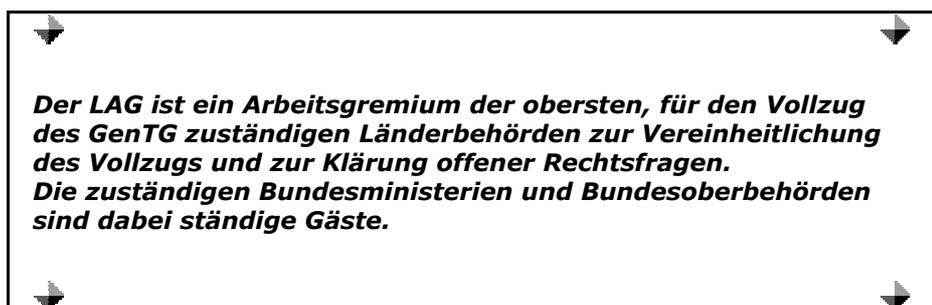 Der LAG ist ein Arbeitsgremium der obersten, für den Vollzug
des GenTG zuständigen Länderbehörden zur Vereinheitlichung
des Vollzugs und zur Klärung offener Rechtsfragen.
Die zuständigen Bundesministerien und Bundesoberbehörden
sind dabei ständige Gäste.